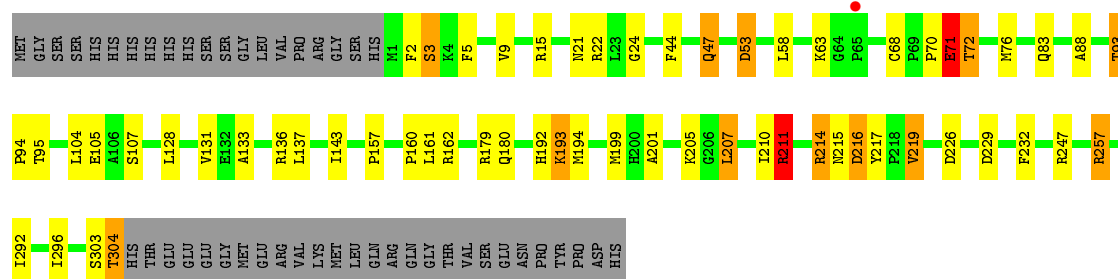 MET GLY SER SER HIS HIS HIS HIS HIS HIS SER SER GLY LEU VAL PRO ARG GLY SER HIS M1 F2 S3 K4 F5 V9 R15 N21 R22 L23 G24 F44 Q47 D53 L58 K63 G64 P65 C68 P69 P70 E71 T72 M76 Q83 A88 T93
P94 T95 L104 E105 A106 S107 L128 V131 E132 A133 R136 L137 I143 P157 P160 L161 R162 R179 Q180 H192 K193 M194 M199 H200 A201 K205 G206 L207 I210 R211 R214 N215 D216 Y217 P218 V219 D226 D229 F232 R247 R257
I292 I296 S303 T304 HIS THR GLU GLU GLU GLY MET GLU ARG VAL LYS MET LEU GLN ARG GLN GLY THR VAL SER GLU ASN PRO TYR PRO ASP HIS